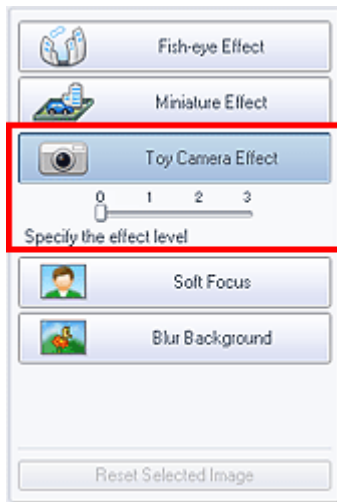 Fish-eye Effect
Miniature Effect
Toy Camera Effect
0 1 2 3
Specify the effect level
Soft Focus
Blur Background
Reset Selected Image